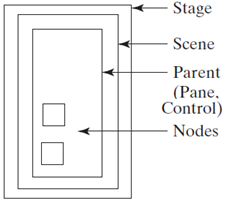 Stage
Scene
Parent
(Pane,
Control)
Nodes